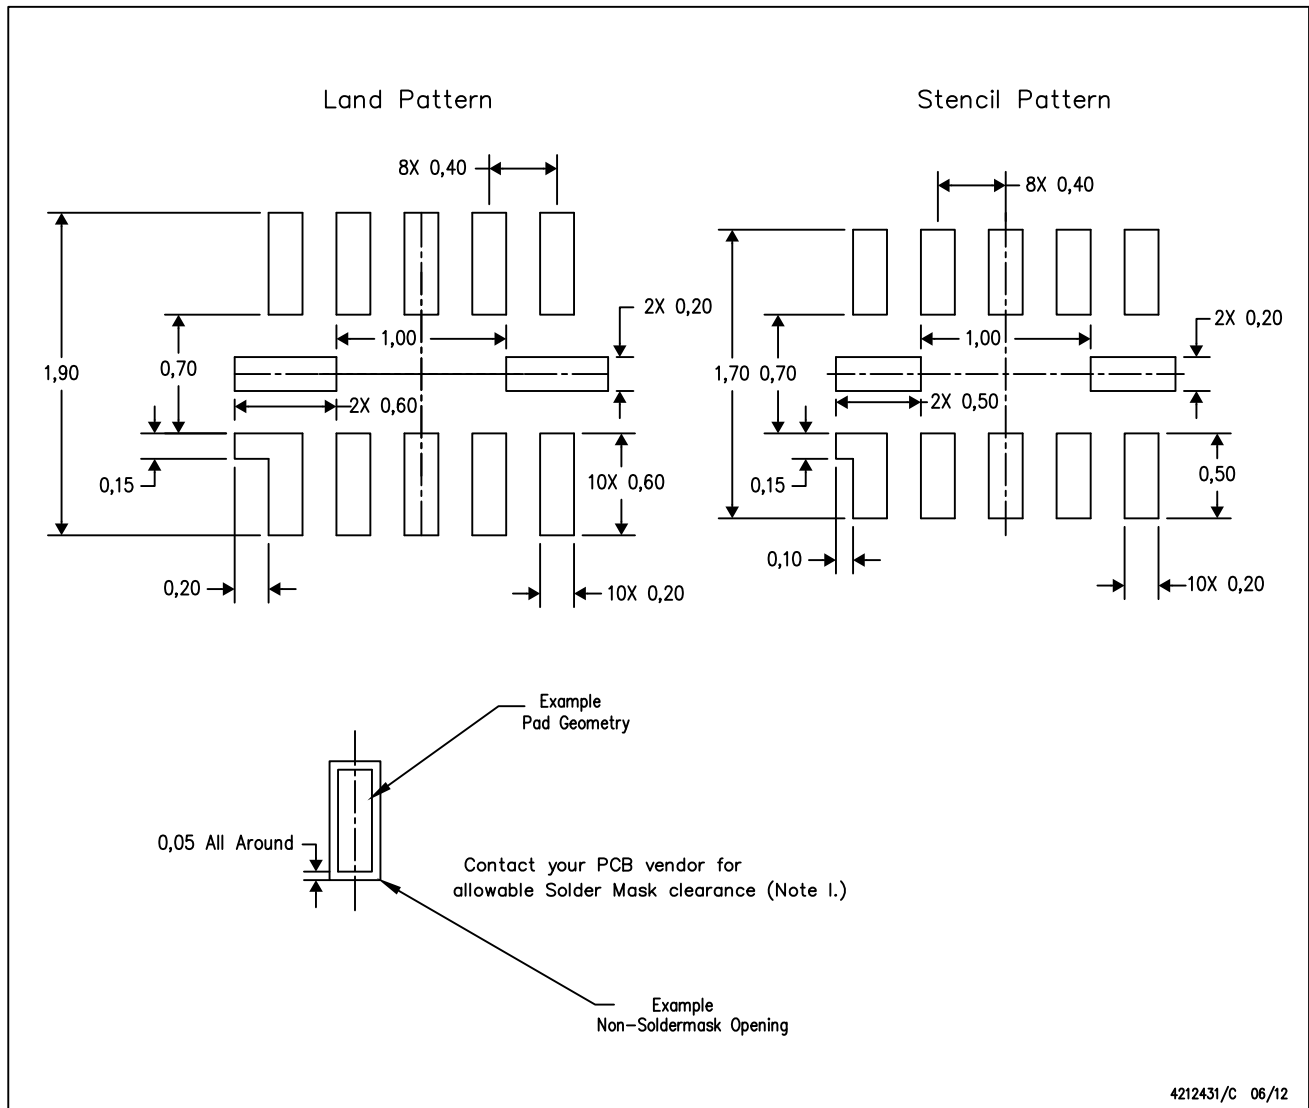 Land Pattern
Stencil Pattern
8X 0,40
8X 0,40
2X 0,20
2X 0,20
1,00
1,00
1,90
0,70
1,70
0,70
2X 0,60
2X 0,50
0,15
10X 0,60
0,15
0,50
0,20
10X 0,20
0,10
10X 0,20
Example
Pad Geometry
0,05 All Around
Contact your PCB vendor for
allowable Solder Mask clearance (Note I.)
Example
Non-Soldermask Opening
4212431/C 06/12